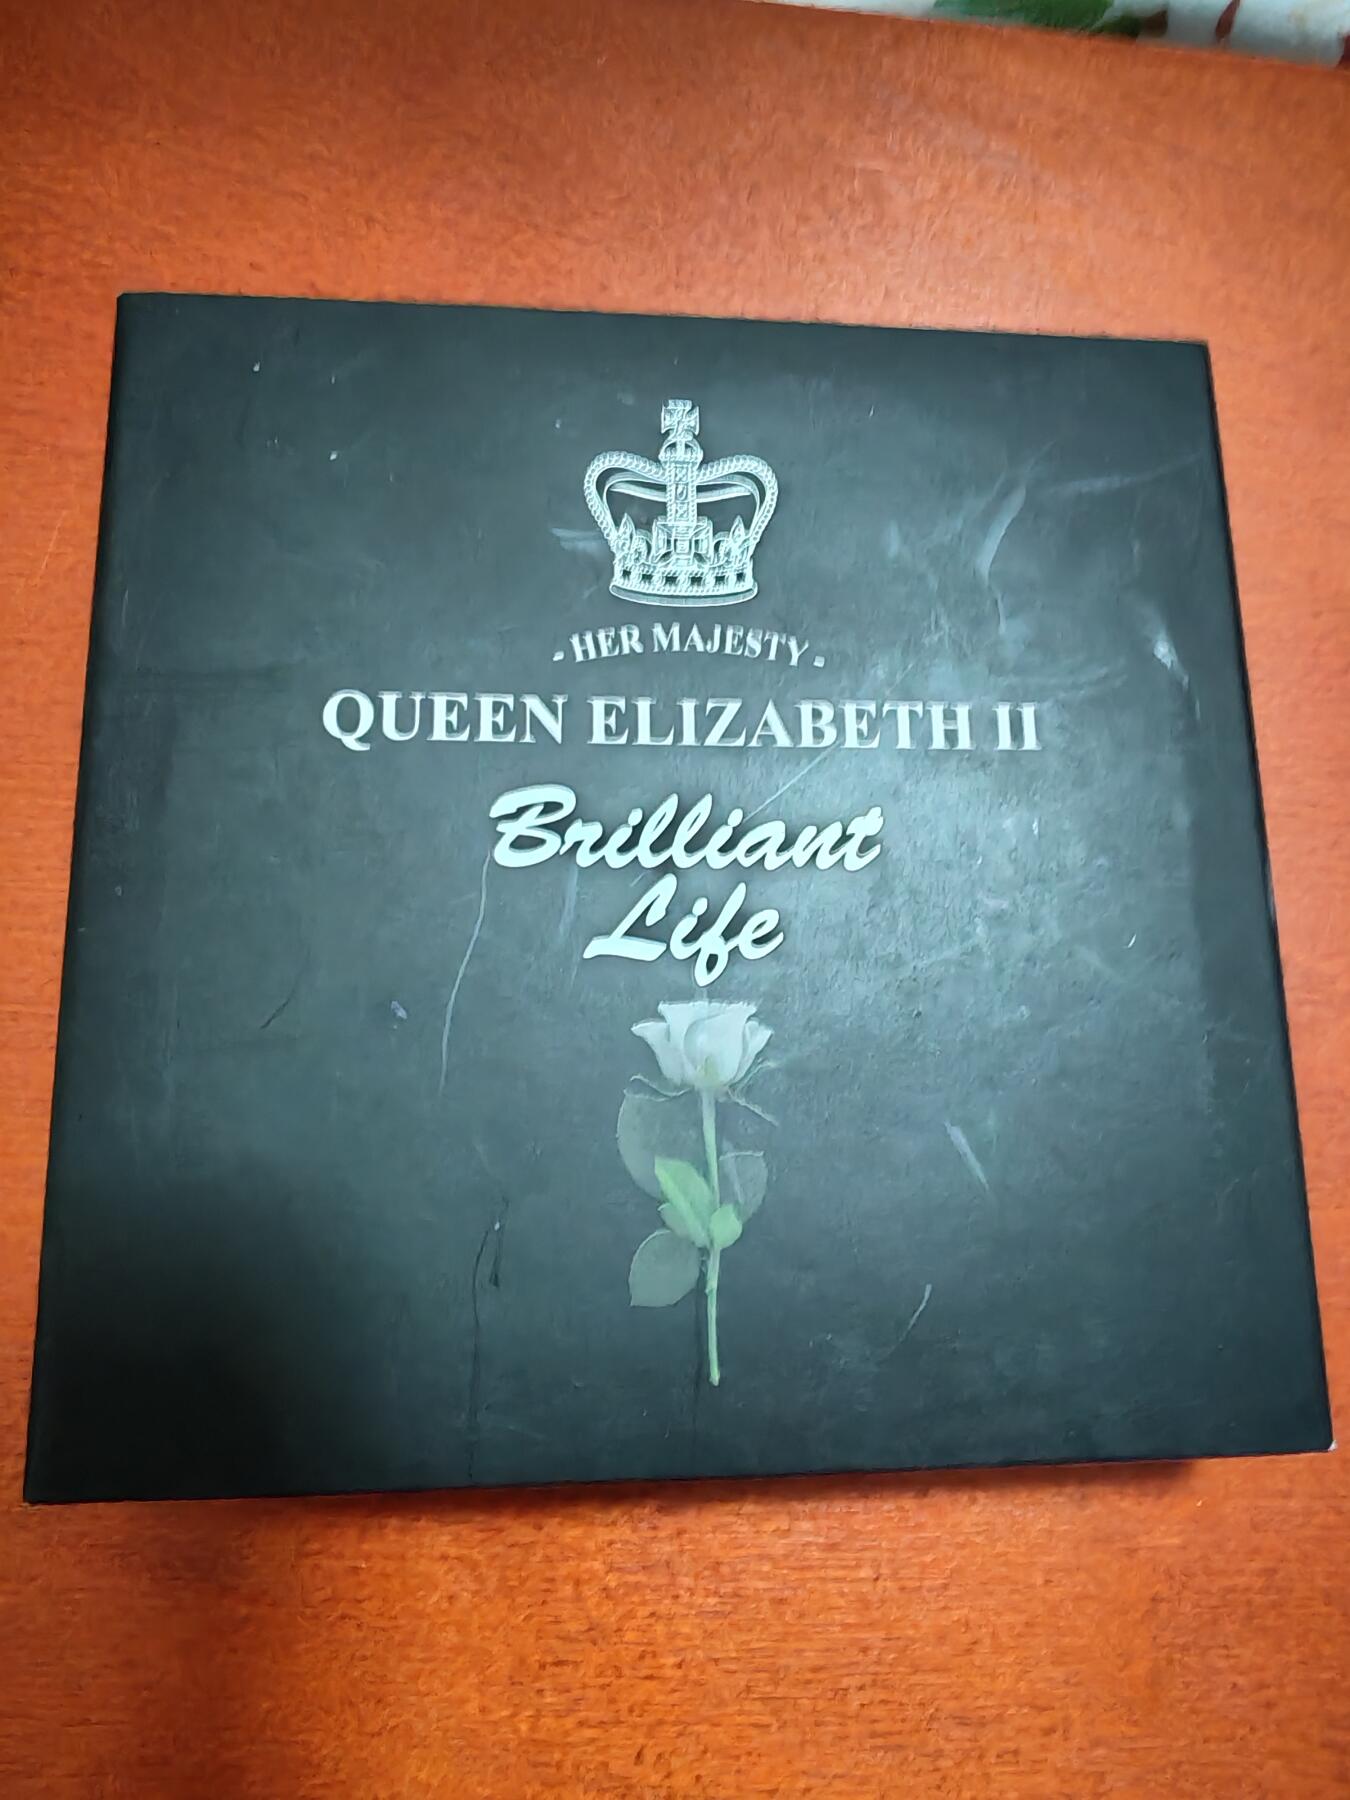 - HER MAJESTY -
QUEEN ELIZABETH II
Brilliant
Life